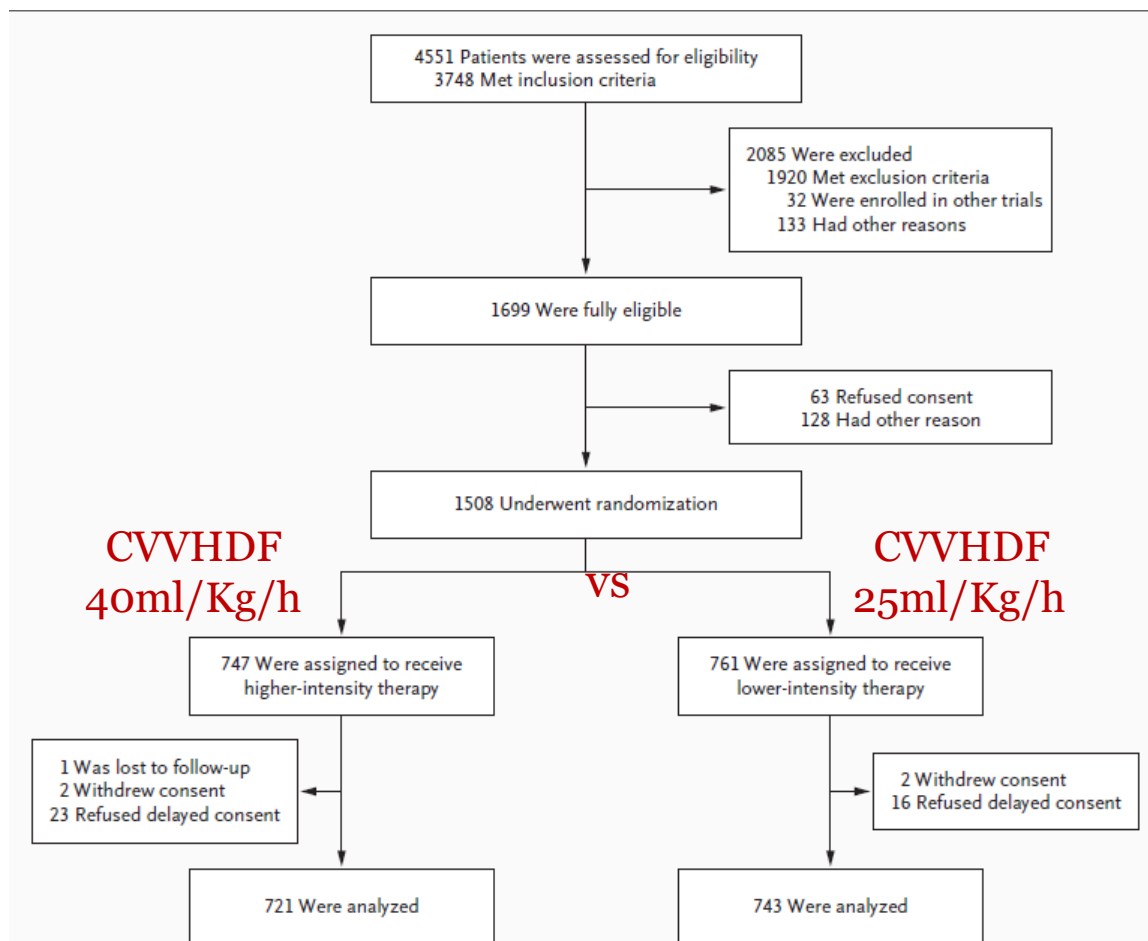 4551 Patients were assessed for eligibility
3748 Met inclusion criteria
2085 Were excluded
1920 Met exclusion criteria
32 Were enrolled in other trials
133 Had other reasons
1699 Were fully eligible
63 Refused consent
128 Had other reason
1508 Underwent randomization
CVVHDF
40ml/Kg/h
vs
CVVHDF
25ml/Kg/h
747 Were assigned to receive
higher-intensity therapy
761 Were assigned to receive
lower-intensity therapy
1 Was lost to follow-up
2 Withdrew consent
23 Refused delayed consent
2 Withdrew consent
16 Refused delayed consent
721 Were analyzed
743 Were analyzed